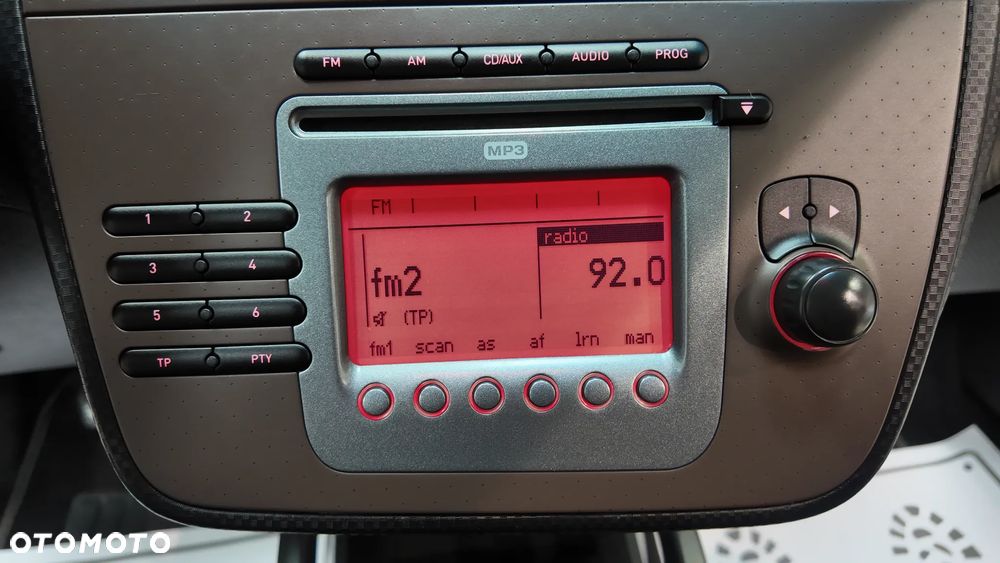 FM AM CD/AUX AUDIO PROG
MP3
1 2
3 4
5 6
TP PTY
FM
radio
fm2 92.0
(TP)
fm1 scan as af lrn man
OTOMOTO